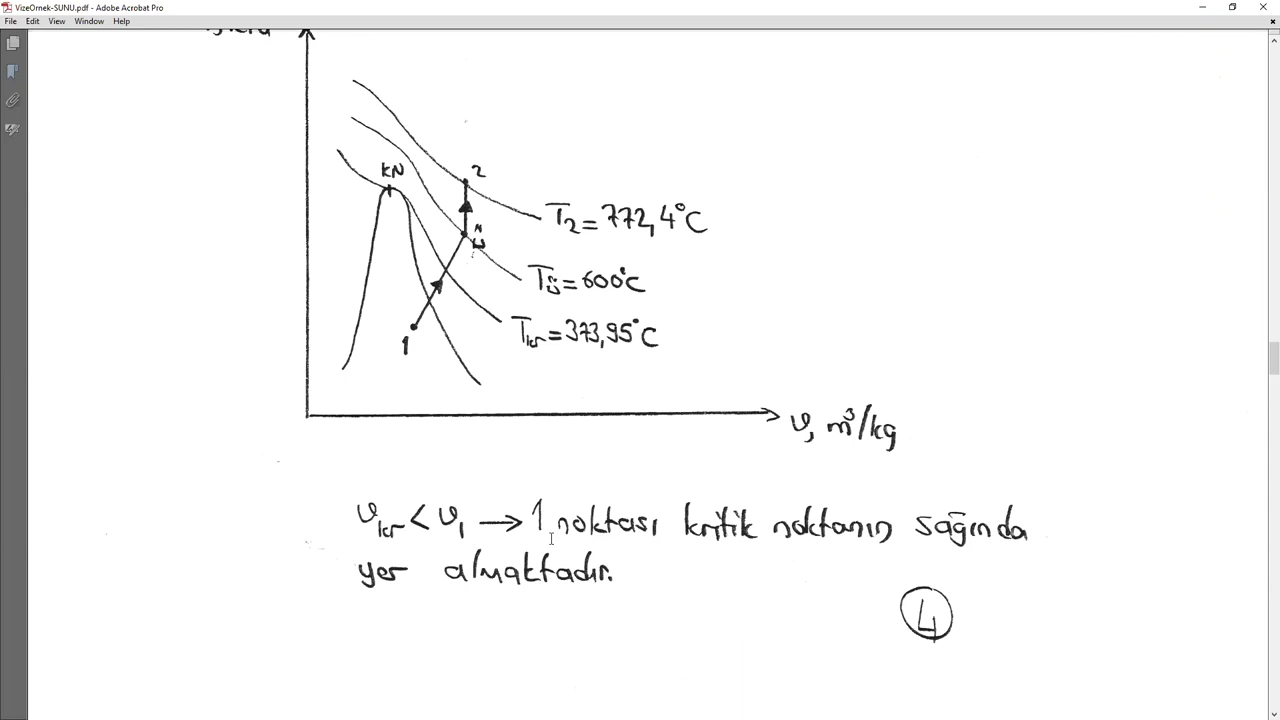 VizeOrnek-SUNU.pdf - Adobe Acrobat Pro
File Edit View Window Help
KN
2
T₂ = 772,4°C
ü
Tü = 600°C
Tkr = 373,95°C
1
υ, m³/kg
υkr < υ₁ → 1 noktası kritik noktanın sağında
yer almaktadır.
4